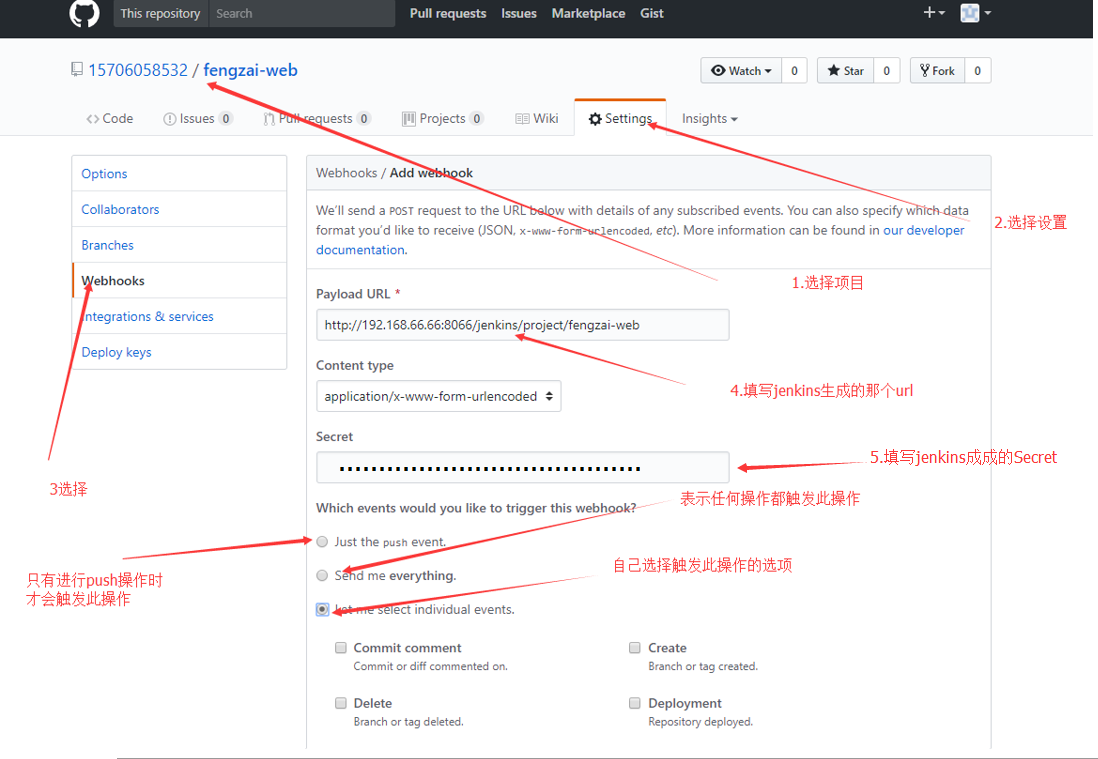 This repository Search Pull requests Issues Marketplace Gist
15706058532 / fengzai-web
Watch 0 Star 0 Fork 0
Code Issues 0 Pull requests 0 Projects 0 Wiki Settings Insights
Options
Collaborators
Branches
Webhooks
Integrations & services
Deploy keys
Webhooks / Add webhook
We'll send a POST request to the URL below with details of any subscribed events. You can also specify which data
format you'd like to receive (JSON, x-www-form-urlencoded, etc). More information can be found in our developer
documentation.
2.选择设置
1.选择项目
Payload URL *
http://192.168.66.66:8066/jenkins/project/fengzai-web
Content type
4.填写jenkins生成的那个url
application/x-www-form-urlencoded
Secret
5.填写jenkins成成的Secret
3选择
表示任何操作都触发此操作
Which events would you like to trigger this webhook?
Just the push event.
自己选择触发此操作的选项
Send me everything.
只有进行push操作时
才会触发此操作
Let me select individual events.
Commit comment
Commit or diff commented on.
Create
Branch or tag created.
Delete
Branch or tag deleted.
Deployment
Repository deployed.